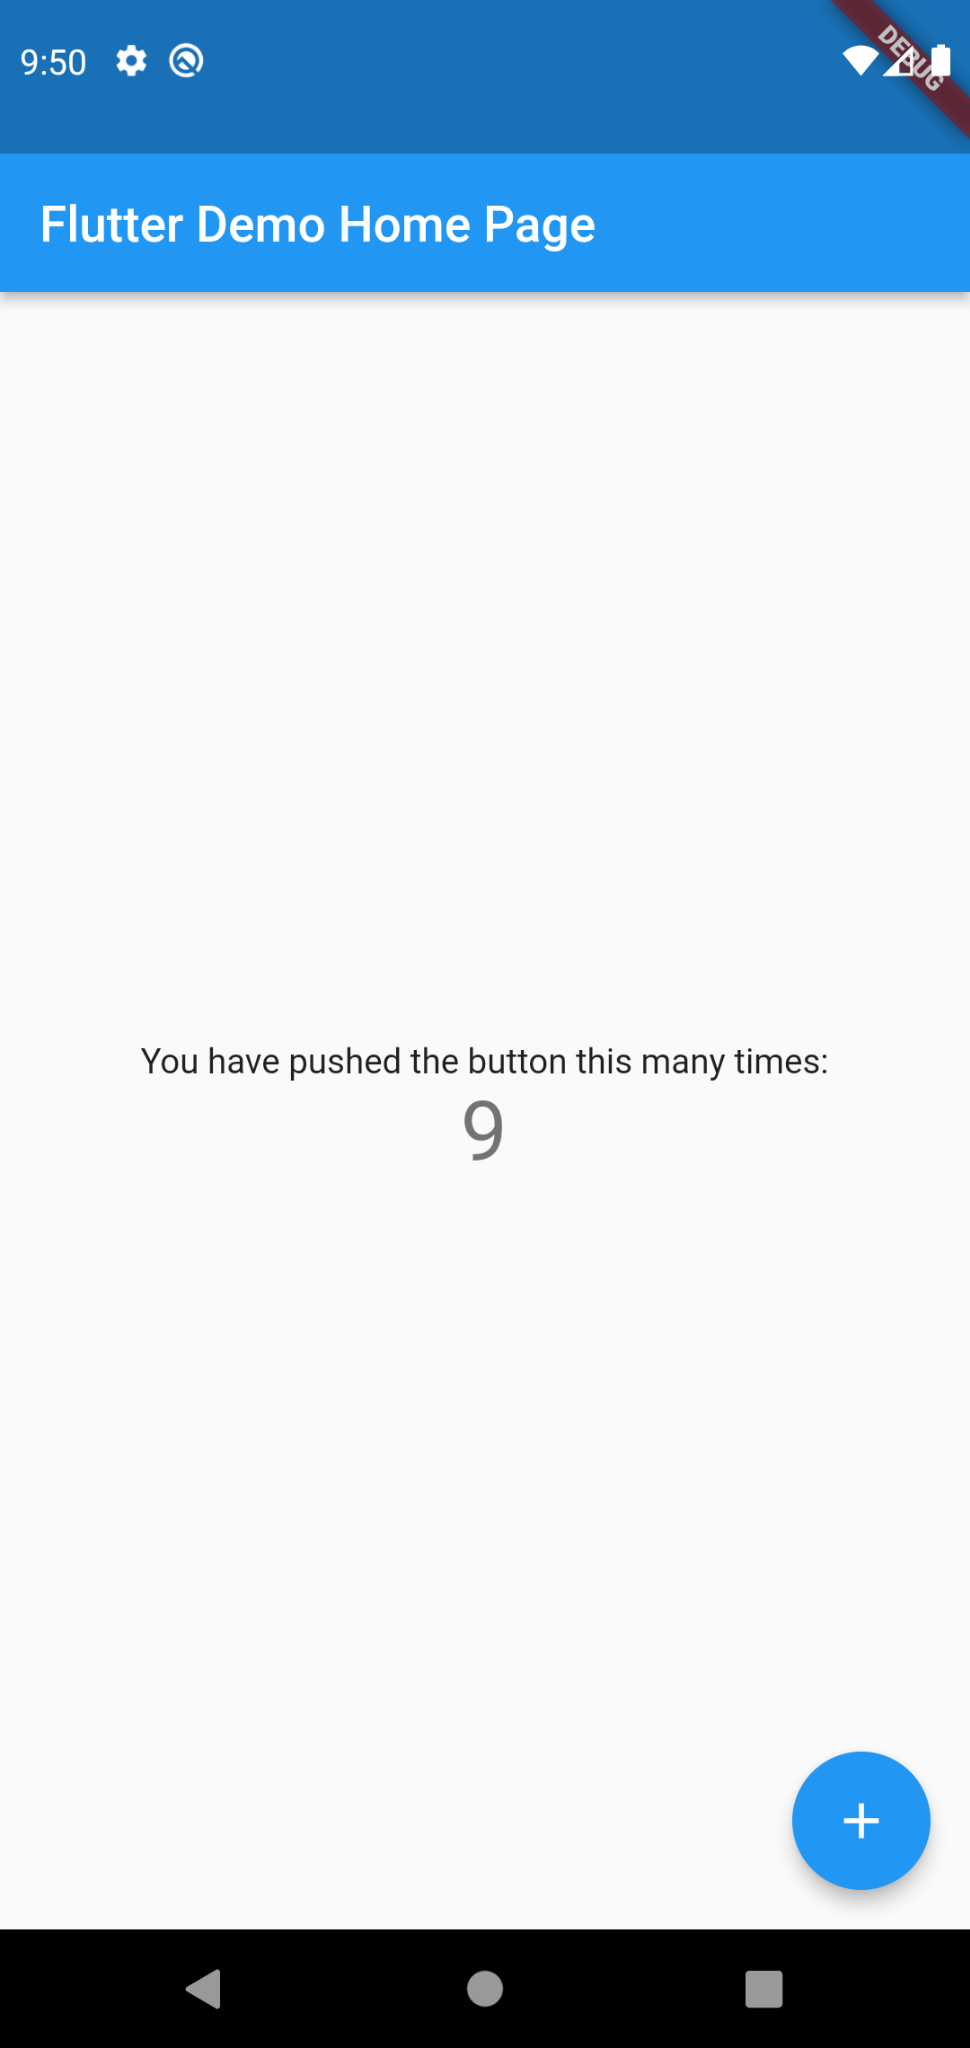 9:50
DEBUG
Flutter Demo Home Page
You have pushed the button this many times:
9